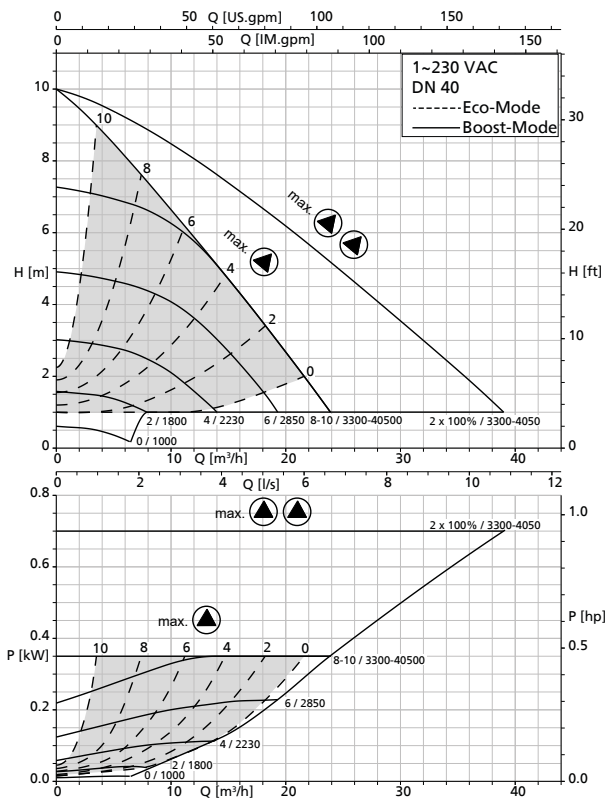 Q [US.gpm]
0 50 100 150
Q [IM.gpm]
0 50 100 150
1~230 VAC
DN 40
Eco-Mode
Boost-Mode
10
8
6
H [m]
4
2
0
30
20
H [ft]
10
0
10
8
6
4
2
0
max.
max.
0 / 1000
2 / 1800
4 / 2230
6 / 2850
8-10 / 3300-40500
2 x 100% / 3300-4050
0 10 20 30 40
Q [m³/h]
0 2 4 6 8 10 12
Q [l/s]
0.8
0.6
0.4
P [kW]
0.2
0.0
1.0
P [hp]
0.5
0.0
max.
2 x 100% / 3300-4050
max.
10 8 6 4 2 0
8-10 / 3300-40500
6 / 2850
4 / 2230
2 / 1800
0 / 1000
0 10 20 30 40
Q [m³/h]